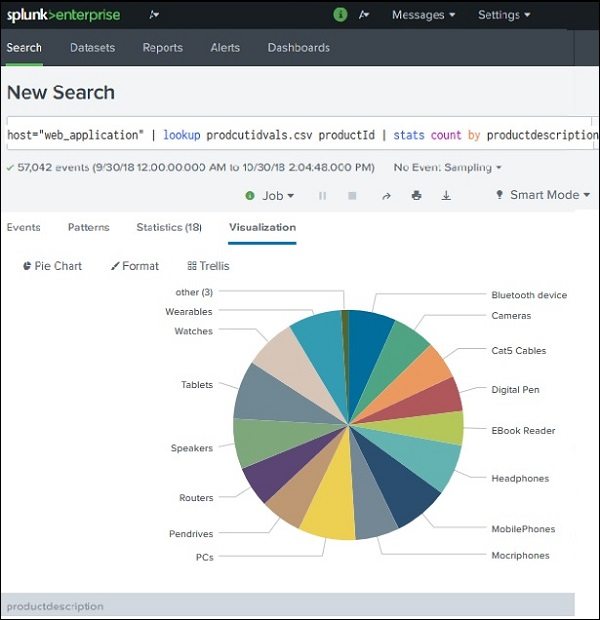 splunk>enterprise
Messages
Settings
Search Datasets Reports Alerts Dashboards
New Search
host="web_application" | lookup prodcutidvals.csv productId | stats count by productdescription
57,042 events (9/30/18 12:00:00.000 AM to 10/30/18 2:04:48.000 PM) No Event Sampling
Job Smart Mode
Events Patterns Statistics (18) Visualization
Pie Chart Format Trellis
other (3)
Wearables
Watches
Tablets
Speakers
Routers
Pendrives
PCs
Bluetooth device
Cameras
Cat5 Cables
Digital Pen
EBook Reader
Headphones
MobilePhones
Mocriphones
productdescription